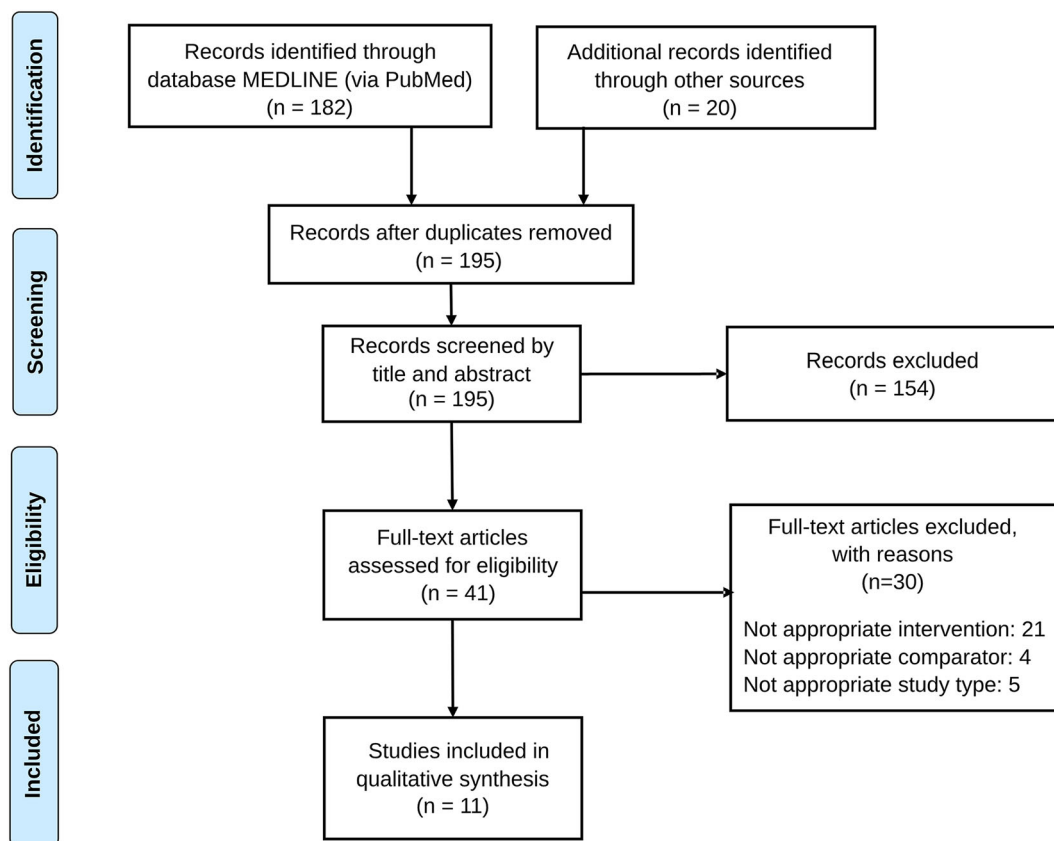 Identification
Records identified through
database MEDLINE (via PubMed)
(n = 182)
Additional records identified
through other sources
(n = 20)
Records after duplicates removed
(n = 195)
Screening
Records screened by
title and abstract
(n = 195)
Records excluded
(n = 154)
Eligibility
Full-text articles
assessed for eligibility
(n = 41)
Full-text articles excluded,
with reasons
(n=30)
Not appropriate intervention: 21
Not appropriate comparator: 4
Not appropriate study type: 5
Included
Studies included in
qualitative synthesis
(n = 11)